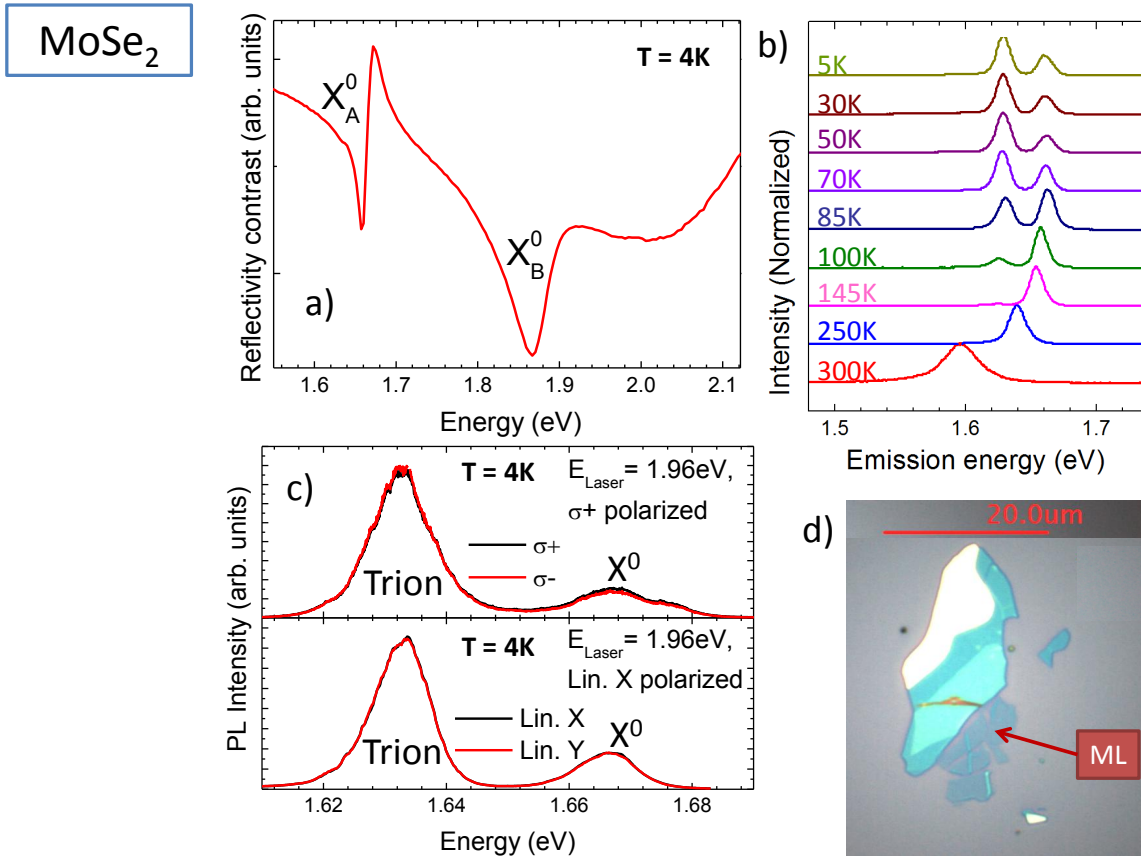 MoSe₂
a)
T = 4K
X⁰A
X⁰B
Reflectivity contrast (arb. units)
1.6 1.7 1.8 1.9 2.0 2.1
Energy (eV)
b)
5K
30K
50K
70K
85K
100K
145K
250K
300K
Intensity (Normalized)
1.5 1.6 1.7
Emission energy (eV)
c)
T = 4K
E_Laser = 1.96eV,
σ+ polarized
σ+
σ-
Trion
X⁰
T = 4K
E_Laser = 1.96eV,
Lin. X polarized
Lin. X
Lin. Y
Trion
X⁰
PL Intensity (arb. units)
1.62 1.64 1.66 1.68
Energy (eV)
d)
20.0um
ML